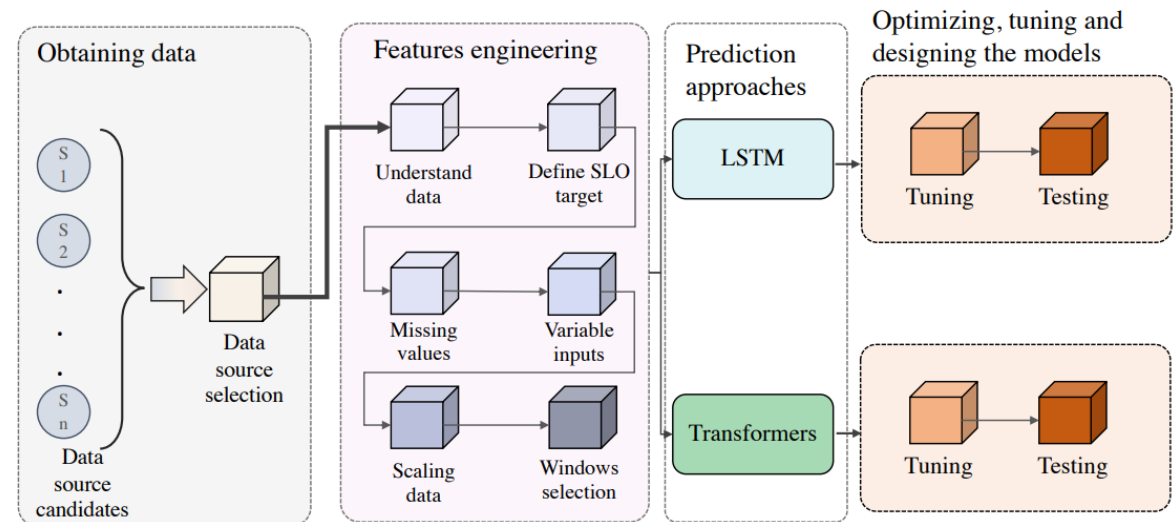 Obtaining data
S
1
S
2
.
.
.
S
n
Data
source
candidates
Data
source
selection
Features engineering
Understand
data
Define SLO
target
Missing
values
Variable
inputs
Scaling
data
Windows
selection
Prediction
approaches
LSTM
Transformers
Optimizing, tuning and
designing the models
Tuning
Testing
Tuning
Testing